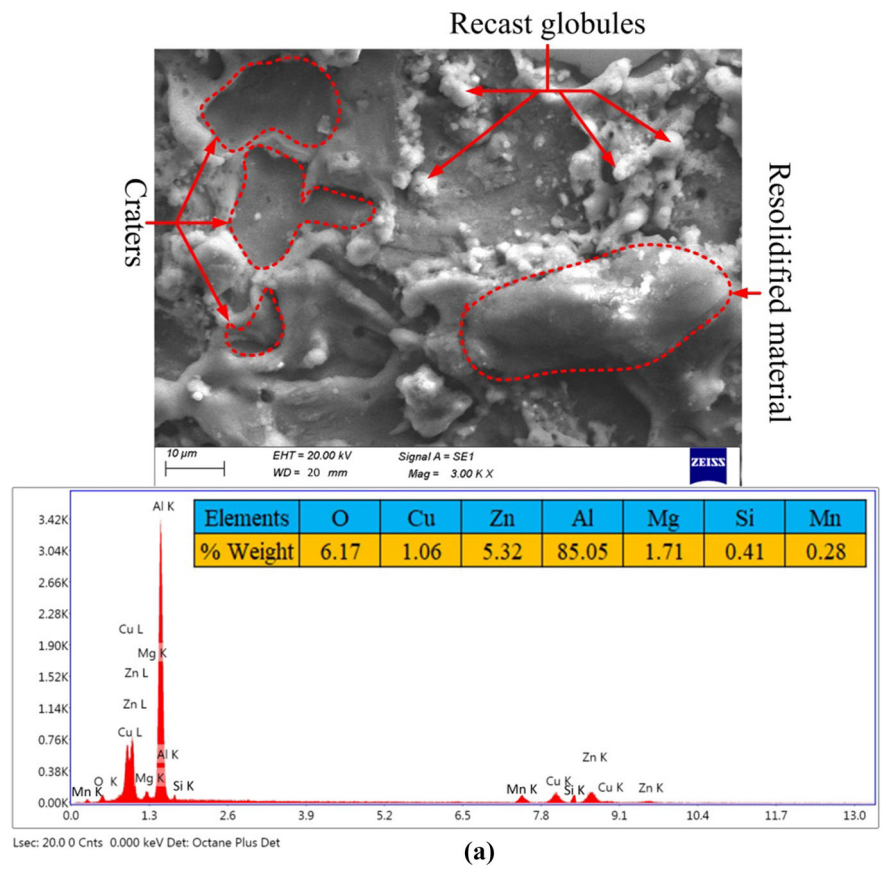 Recast globules
Craters
Resolidified material
10 µm
EHT = 20.00 kV
Signal A = SE1
WD = 20 mm
Mag = 3.00 K X
ZEISS
Elements O Cu Zn Al Mg Si Mn
% Weight 6.17 1.06 5.32 85.05 1.71 0.41 0.28
Al K
3.42K
3.04K
2.66K
2.28K
1.90K
1.52K
1.14K
0.76K
0.38K
0.00K
Cu L
Mg K
Zn L
Zn L
Cu L
Al K
Mg K
O K
Mn K
Si K
Zn K
Cu K
Mn K
Si K
Cu K
Zn K
0.0 1.3 2.6 3.9 5.2 6.5 7.8 9.1 10.4 11.7 13.0
Lsec: 20.0 0 Cnts 0.000 keV Det: Octane Plus Det
(a)